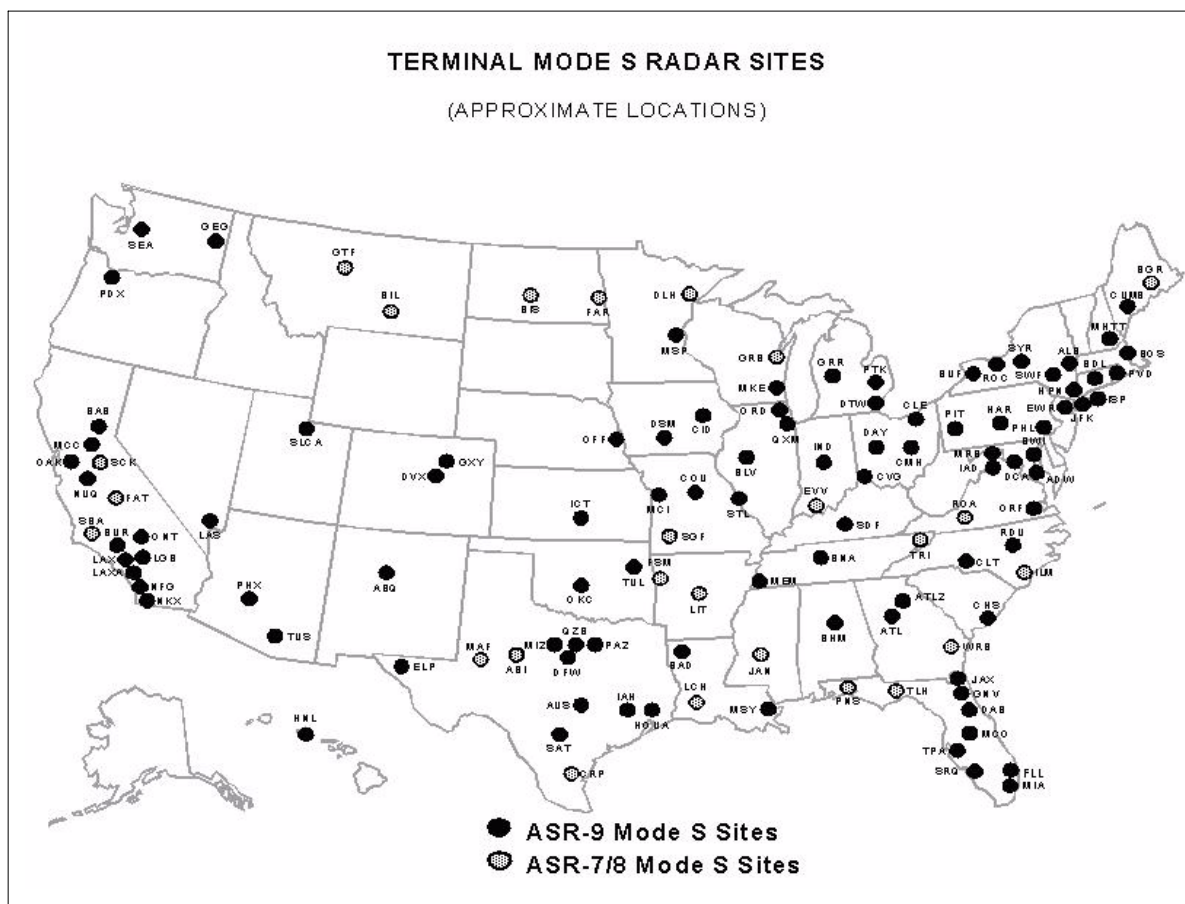 TERMINAL MODE S RADAR SITES
(APPROXIMATE LOCATIONS)
SEA
GEG
PDX
GTF
BIL
BIS
FAR
DLH
MSP
GRB
MKE
GRR
PTK
DTW
BGR
CUMB
MHTT
BOS
SYR
ALB
BDL
BUF
ROC
SWF
PVD
HPN
ISP
EWR
JFK
BAB
MCC
OAK
SCK
NUQ
FAT
SBA
BUR
ONT
LAX
LGB
LAXA
NFG
NKX
LAS
SLCA
GXY
DVX
OFF
DSM
CID
ORD
QXM
CLE
PIT
HAR
PHL
BWI
MRB
IAD
DCA
ADW
DAY
CMH
IND
CVG
BLV
COU
MCI
STL
EVV
SDF
ROA
ORF
ICT
SGF
TRI
RDU
CLT
ILM
PHX
TUS
ABQ
ELP
TUL
FSM
OKC
LIT
MEM
BNA
ATLZ
ATL
CHS
BHM
WRB
MAF
ABI
MIZ
QZB
PAZ
DFW
BAD
JAN
LCH
MSY
PNS
TLH
JAX
GNV
DAB
MCO
TPA
SRQ
FLL
MIA
AUS
IAH
HOUA
SAT
CRP
HNL
ASR-9 Mode S Sites
ASR-7/8 Mode S Sites